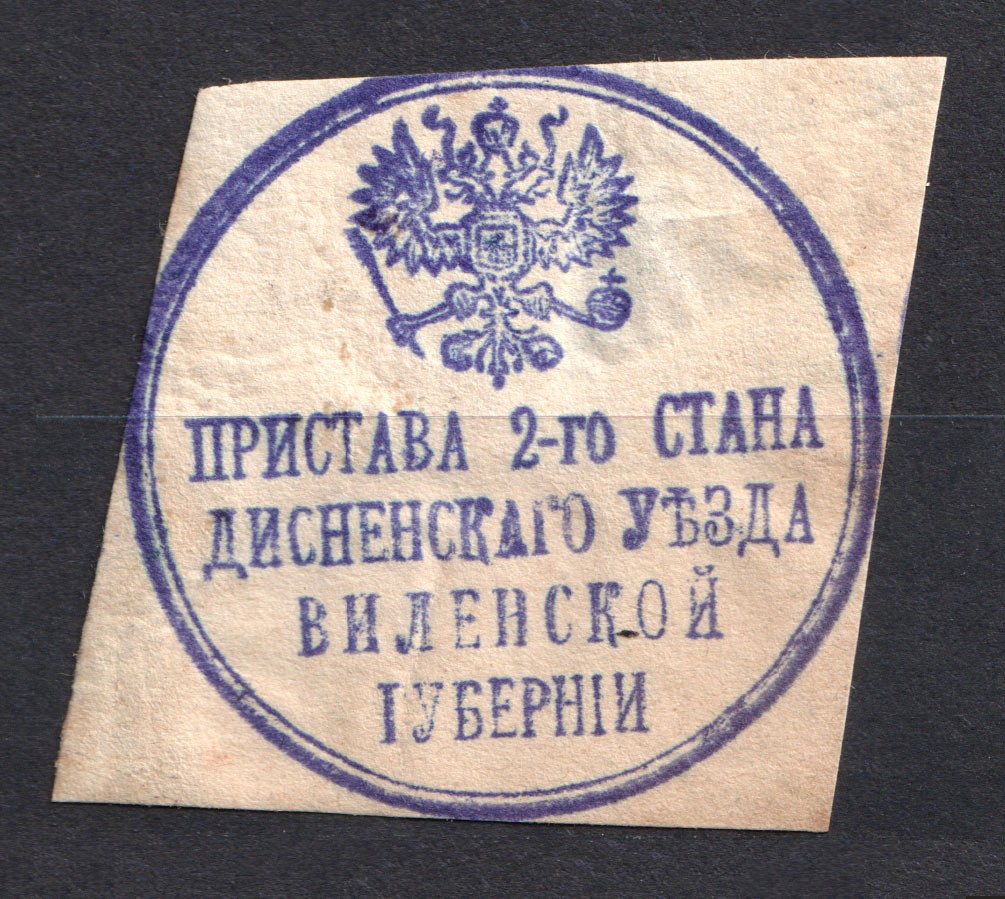 ПРИСТАВА 2-го СТАНА
ДИСНЕНСКАГО УѢЗДА
ВИЛЕНСКОЙ
ГУБЕРНІИ